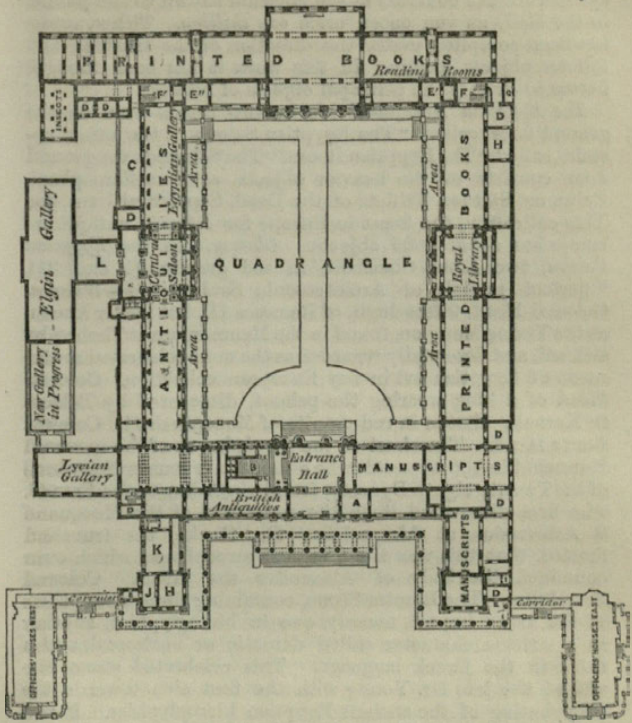 PRINTED BOOKS
Reading Rooms
INSECTS
D
D
F'
E"
E'
F
D
H
C
Egyptian Gallery
Area
Area
BOOKS
D
Elgin Gallery
L
Central Saloon
QUADRANGLE
Royal Library
ANTIQUITIES
Area
Area
PRINTED
New Gallery in Progress
D
Lycian Gallery
B
Entrance Hall
MANUSCRIPTS
D
British Antiquities
A
D
K
MANUSCRIPTS
J
H
D
Corridor
Corridor
OFFICERS' HOUSES WEST
OFFICERS' HOUSES EAST